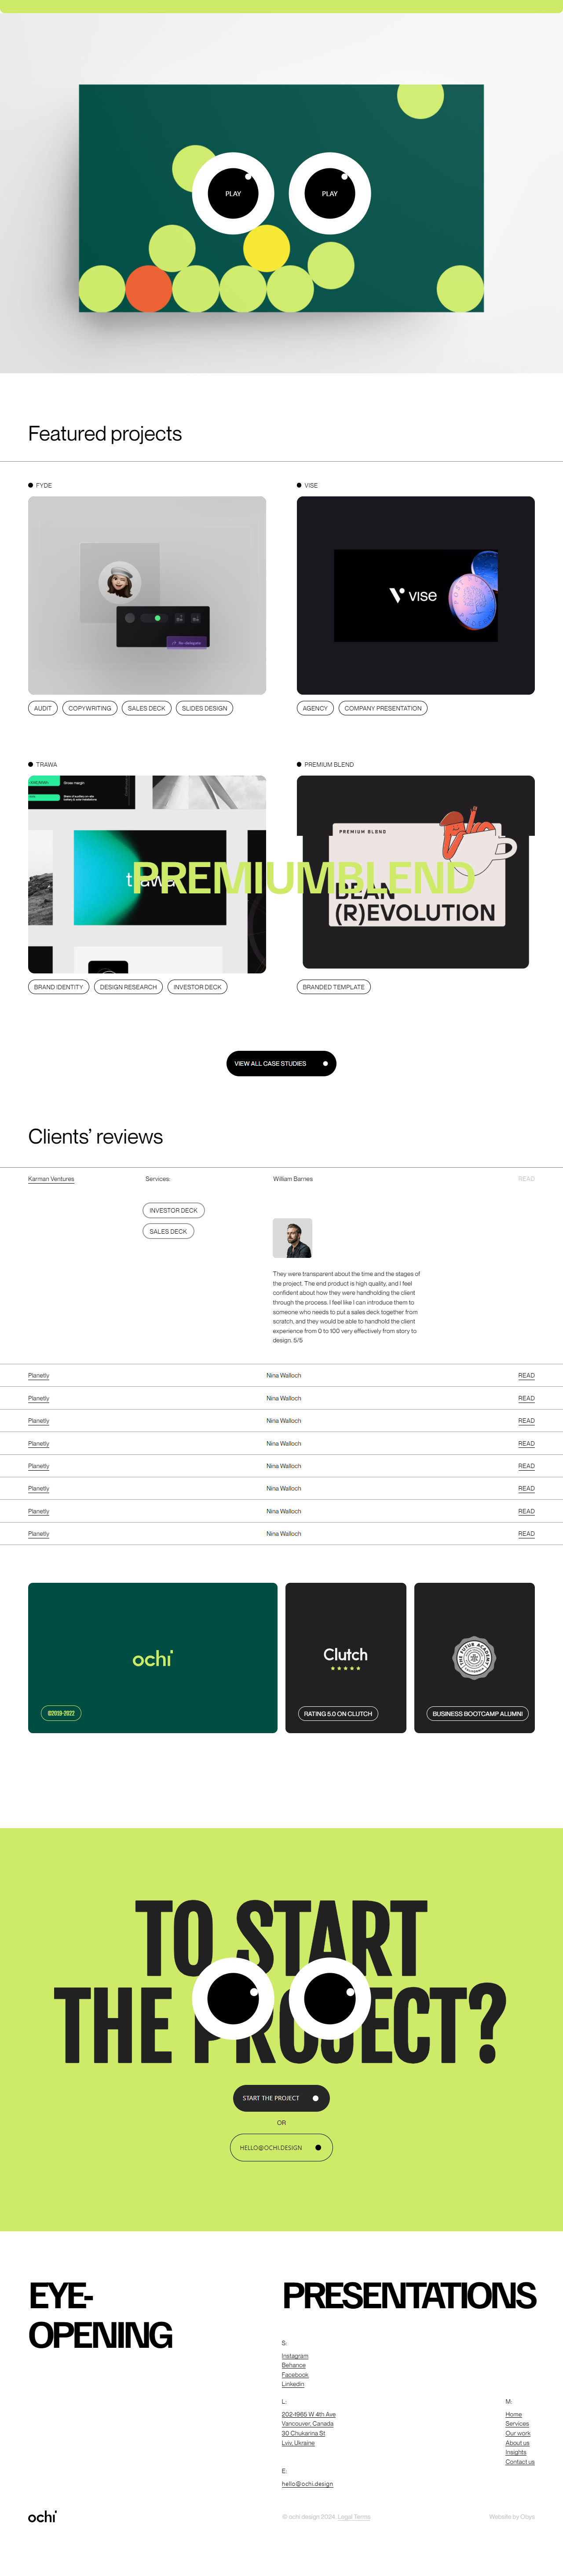 PLAY
PLAY
Featured projects
FYDE
VISE
vise
AUDIT
COPYWRITING
SALES DECK
SLIDES DESIGN
AGENCY
COMPANY PRESENTATION
TRAWA
PREMIUM BLEND
Gross margin
PREMIUM BLEND
trawa
PREMIUMBLEND
BEAN
(R)EVOLUTION
BRAND IDENTITY
DESIGN RESEARCH
INVESTOR DECK
BRANDED TEMPLATE
VIEW ALL CASE STUDIES
Clients’ reviews
Karman Ventures
Services:
William Barnes
READ
INVESTOR DECK
SALES DECK
They were transparent about the time and the stages of
the project. The end product is high quality, and I feel
confident about how they were handholding the client
through the process. I feel like I can introduce them to
someone who needs to put a sales deck together from
scratch, and they would be able to handhold the client
experience from 0 to 100 very effectively from story to
design. 5/5
Planetly
Nina Walloch
READ
Planetly
Nina Walloch
READ
Planetly
Nina Walloch
READ
Planetly
Nina Walloch
READ
Planetly
Nina Walloch
READ
Planetly
Nina Walloch
READ
Planetly
Nina Walloch
READ
Planetly
Nina Walloch
READ
ochi
©2019-2022
Clutch
RATING 5.0 ON CLUTCH
BUSINESS BOOTCAMP ALUMNI
TO START
THE PROJECT?
START THE PROJECT
OR
HELLO@OCHI.DESIGN
EYE-
OPENING
PRESENTATIONS
S:
Instagram
Behance
Facebook
Linkedin
L:
202-1965 W 4th Ave
Vancouver, Canada
30 Chukarina St
Lviv, Ukraine
M:
Home
Services
Our work
About us
Insights
Contact us
E:
hello@ochi.design
ochi
© ochi design 2024. Legal Terms
Website by Obys